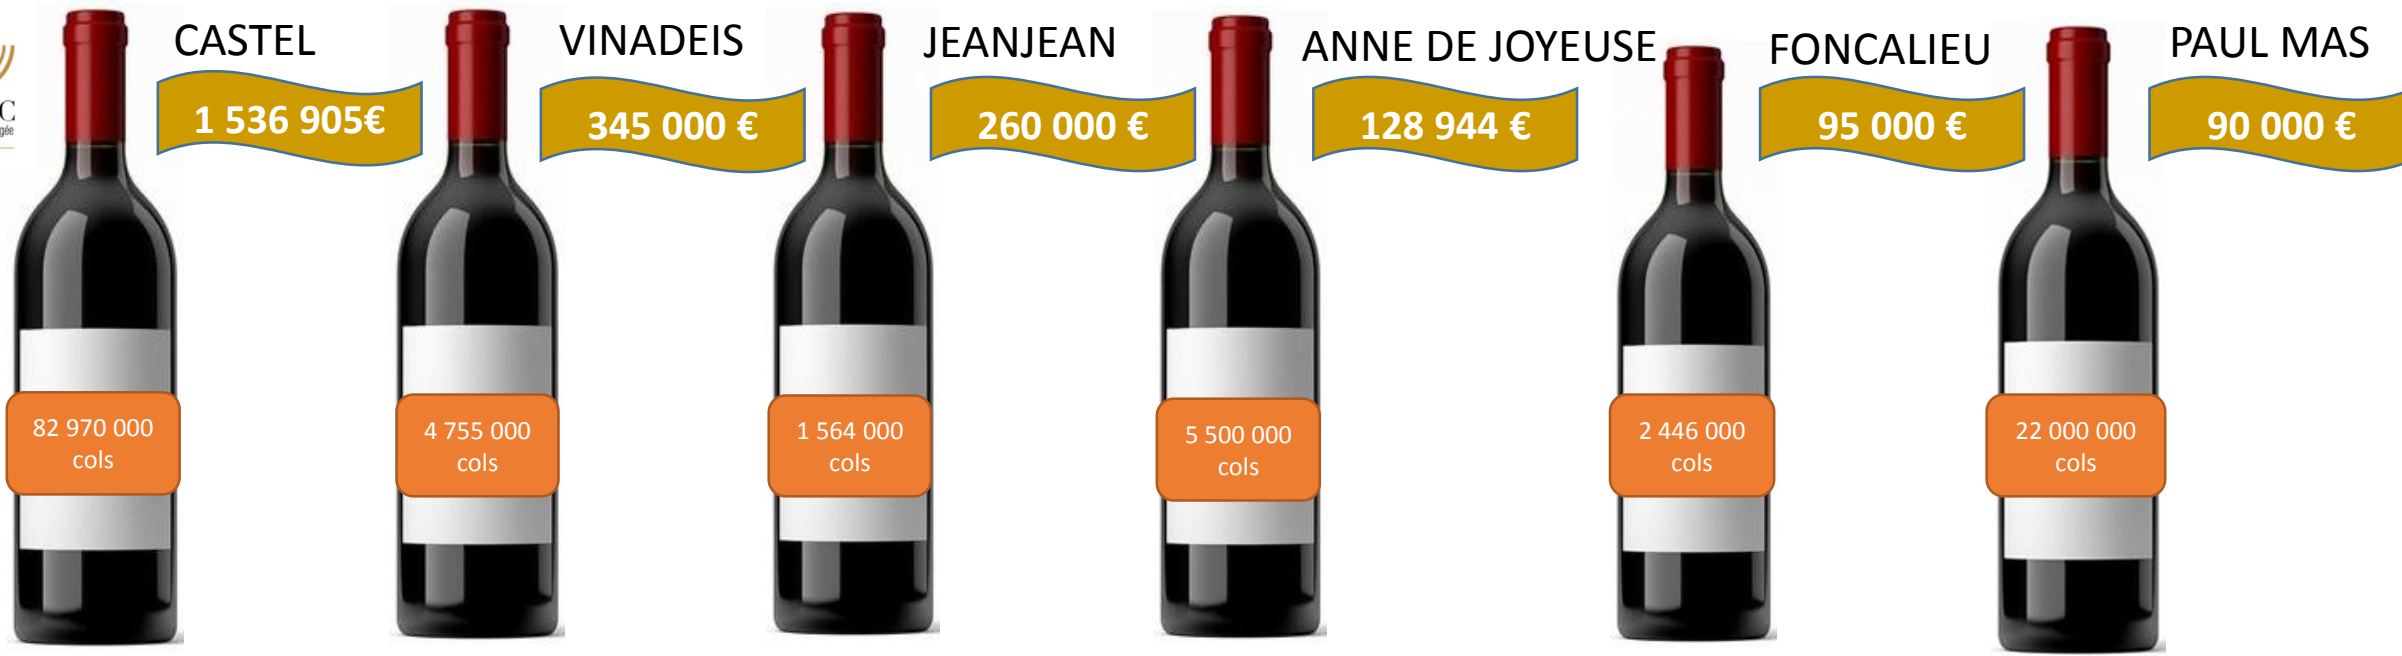 C
gée
CASTEL
1 536 905€
82 970 000
cols
VINADEIS
345 000 €
4 755 000
cols
JEANJEAN
260 000 €
1 564 000
cols
ANNE DE JOYEUSE
128 944 €
5 500 000
cols
FONCALIEU
95 000 €
2 446 000
cols
PAUL MAS
90 000 €
22 000 000
cols